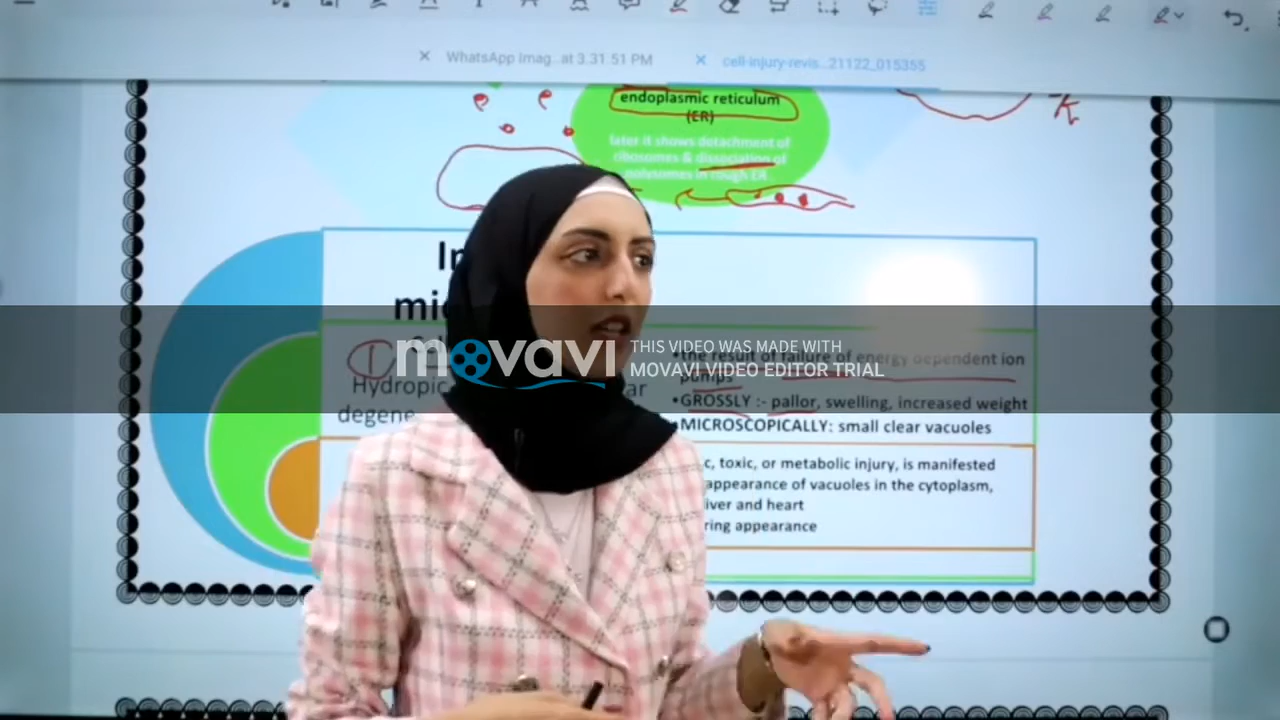 WhatsApp Imag..at 3.31.51 PM
cell-injury-revis..21122_015355
endoplasmic reticulum
(ER)
later it shows detachment of
ribosomes & dissociation of
polysomes in rough ER
•the result of failure of energy dependent ion
pumps
•GROSSLY :- pallor, swelling, increased weight
•MICROSCOPICALLY: small clear vacuoles
Hydropic
c, toxic, or metabolic injury, is manifested
appearance of vacuoles in the cytoplasm,
iver and heart
ring appearance
movavi
THIS VIDEO WAS MADE WITH
MOVAVI VIDEO EDITOR TRIAL